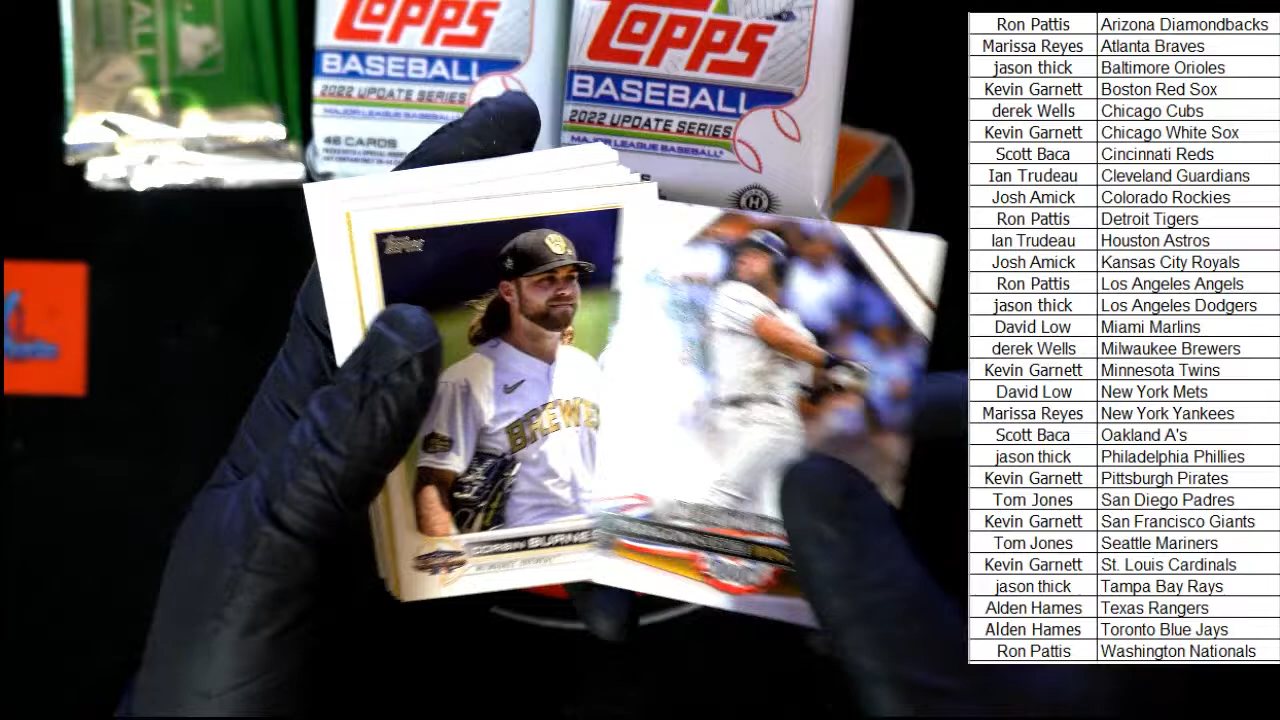 Topps
BASEBALL
2022 UPDATE SERIES
MAJOR LEAGUE BASEBALL
46 CARDS
Topps
BASEBALL
2022 UPDATE SERIES
MAJOR LEAGUE BASEBALL
H
Topps
BREWE
CORBIN BURNES
Ron Pattis Arizona Diamondbacks
Marissa Reyes Atlanta Braves
jason thick Baltimore Orioles
Kevin Garnett Boston Red Sox
derek Wells Chicago Cubs
Kevin Garnett Chicago White Sox
Scott Baca Cincinnati Reds
Ian Trudeau Cleveland Guardians
Josh Amick Colorado Rockies
Ron Pattis Detroit Tigers
Ian Trudeau Houston Astros
Josh Amick Kansas City Royals
Ron Pattis Los Angeles Angels
jason thick Los Angeles Dodgers
David Low Miami Marlins
derek Wells Milwaukee Brewers
Kevin Garnett Minnesota Twins
David Low New York Mets
Marissa Reyes New York Yankees
Scott Baca Oakland A's
jason thick Philadelphia Phillies
Kevin Garnett Pittsburgh Pirates
Tom Jones San Diego Padres
Kevin Garnett San Francisco Giants
Tom Jones Seattle Mariners
Kevin Garnett St. Louis Cardinals
jason thick Tampa Bay Rays
Alden Hames Texas Rangers
Alden Hames Toronto Blue Jays
Ron Pattis Washington Nationals